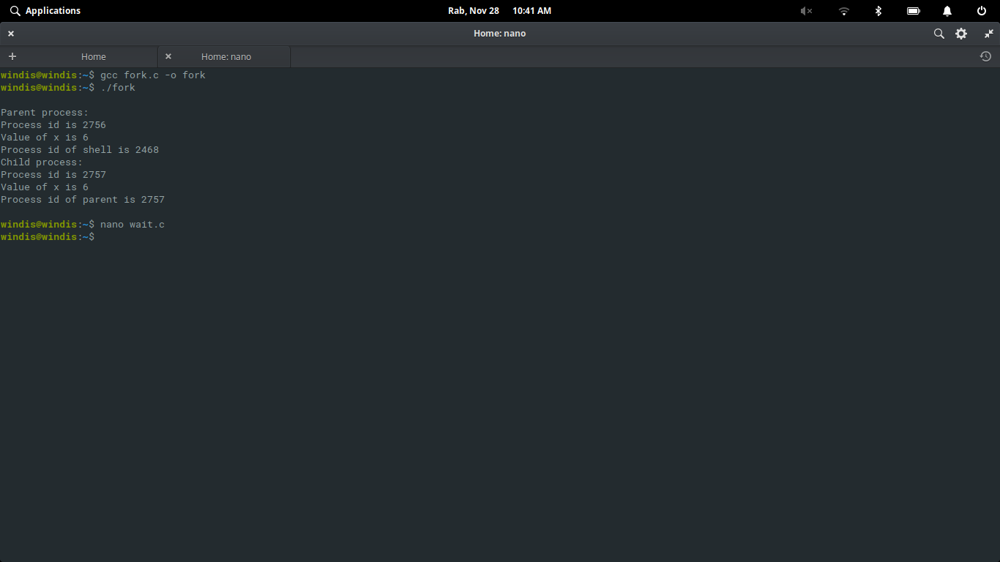 Applications
Rab, Nov 28 10:41 AM
Home: nano
Home
Home: nano
windis@windis:~$ gcc fork.c -o fork
windis@windis:~$ ./fork
Parent process:
Process id is 2756
Value of x is 6
Process id of shell is 2468
Child process:
Process id is 2757
Value of x is 6
Process id of parent is 2757
windis@windis:~$ nano wait.c
windis@windis:~$